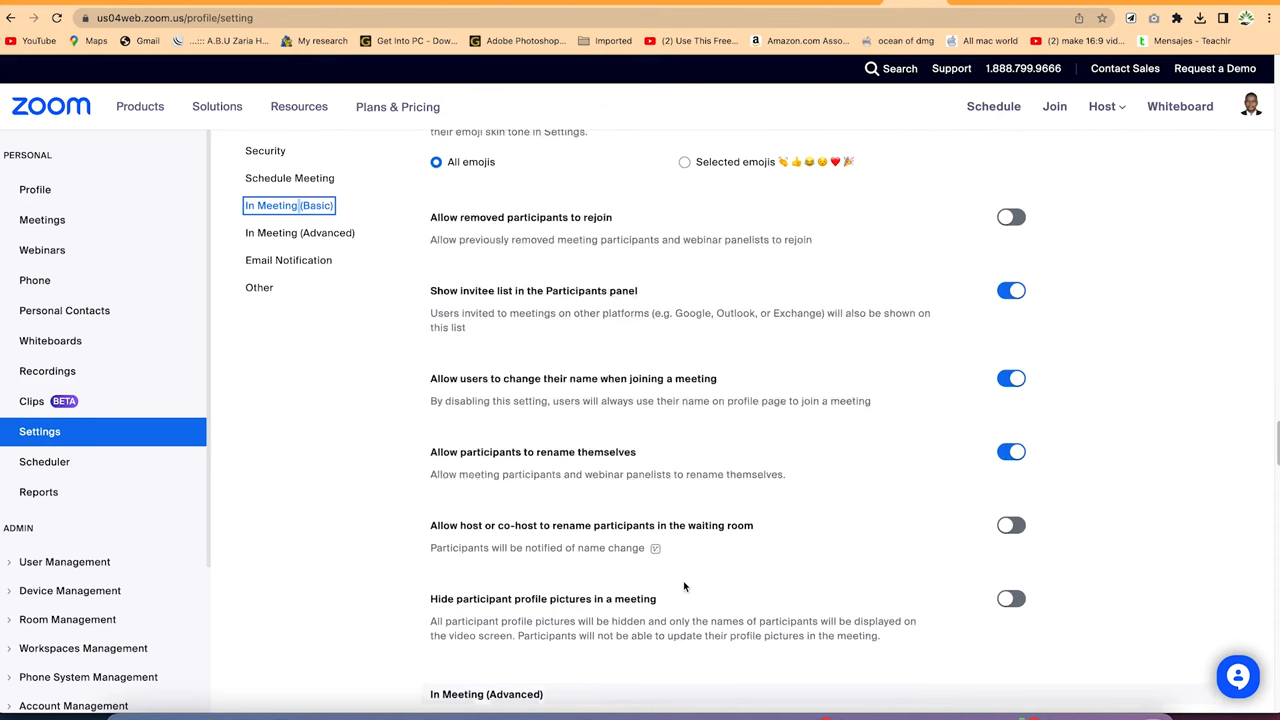 us04web.zoom.us/profile/setting
YouTube Maps Gmail ...::: A.B.U Zaria H... My research Get Into PC - Dow... Adobe Photoshop... Imported (2) Use This Free... Amazon.com Asso... ocean of dmg All mac world (2) make 16:9 vid... Mensajes - Teachlr
Search Support 1.888.799.9666 Contact Sales Request a Demo
zoom Products Solutions Resources Plans & Pricing Schedule Join Host Whiteboard
PERSONAL
Profile
Meetings
Webinars
Phone
Personal Contacts
Whiteboards
Recordings
Clips BETA
Settings
Scheduler
Reports
ADMIN
User Management
Device Management
Room Management
Workspaces Management
Phone System Management
Account Management
Security
Schedule Meeting
In Meeting (Basic)
In Meeting (Advanced)
Email Notification
Other
their emoji skin tone in Settings.
All emojis Selected emojis 👏👍😂😮❤️🎉
Allow removed participants to rejoin
Allow previously removed meeting participants and webinar panelists to rejoin
Show invitee list in the Participants panel
Users invited to meetings on other platforms (e.g. Google, Outlook, or Exchange) will also be shown on
this list
Allow users to change their name when joining a meeting
By disabling this setting, users will always use their name on profile page to join a meeting
Allow participants to rename themselves
Allow meeting participants and webinar panelists to rename themselves.
Allow host or co-host to rename participants in the waiting room
Participants will be notified of name change
Hide participant profile pictures in a meeting
All participant profile pictures will be hidden and only the names of participants will be displayed on
the video screen. Participants will not be able to update their profile pictures in the meeting.
In Meeting (Advanced)